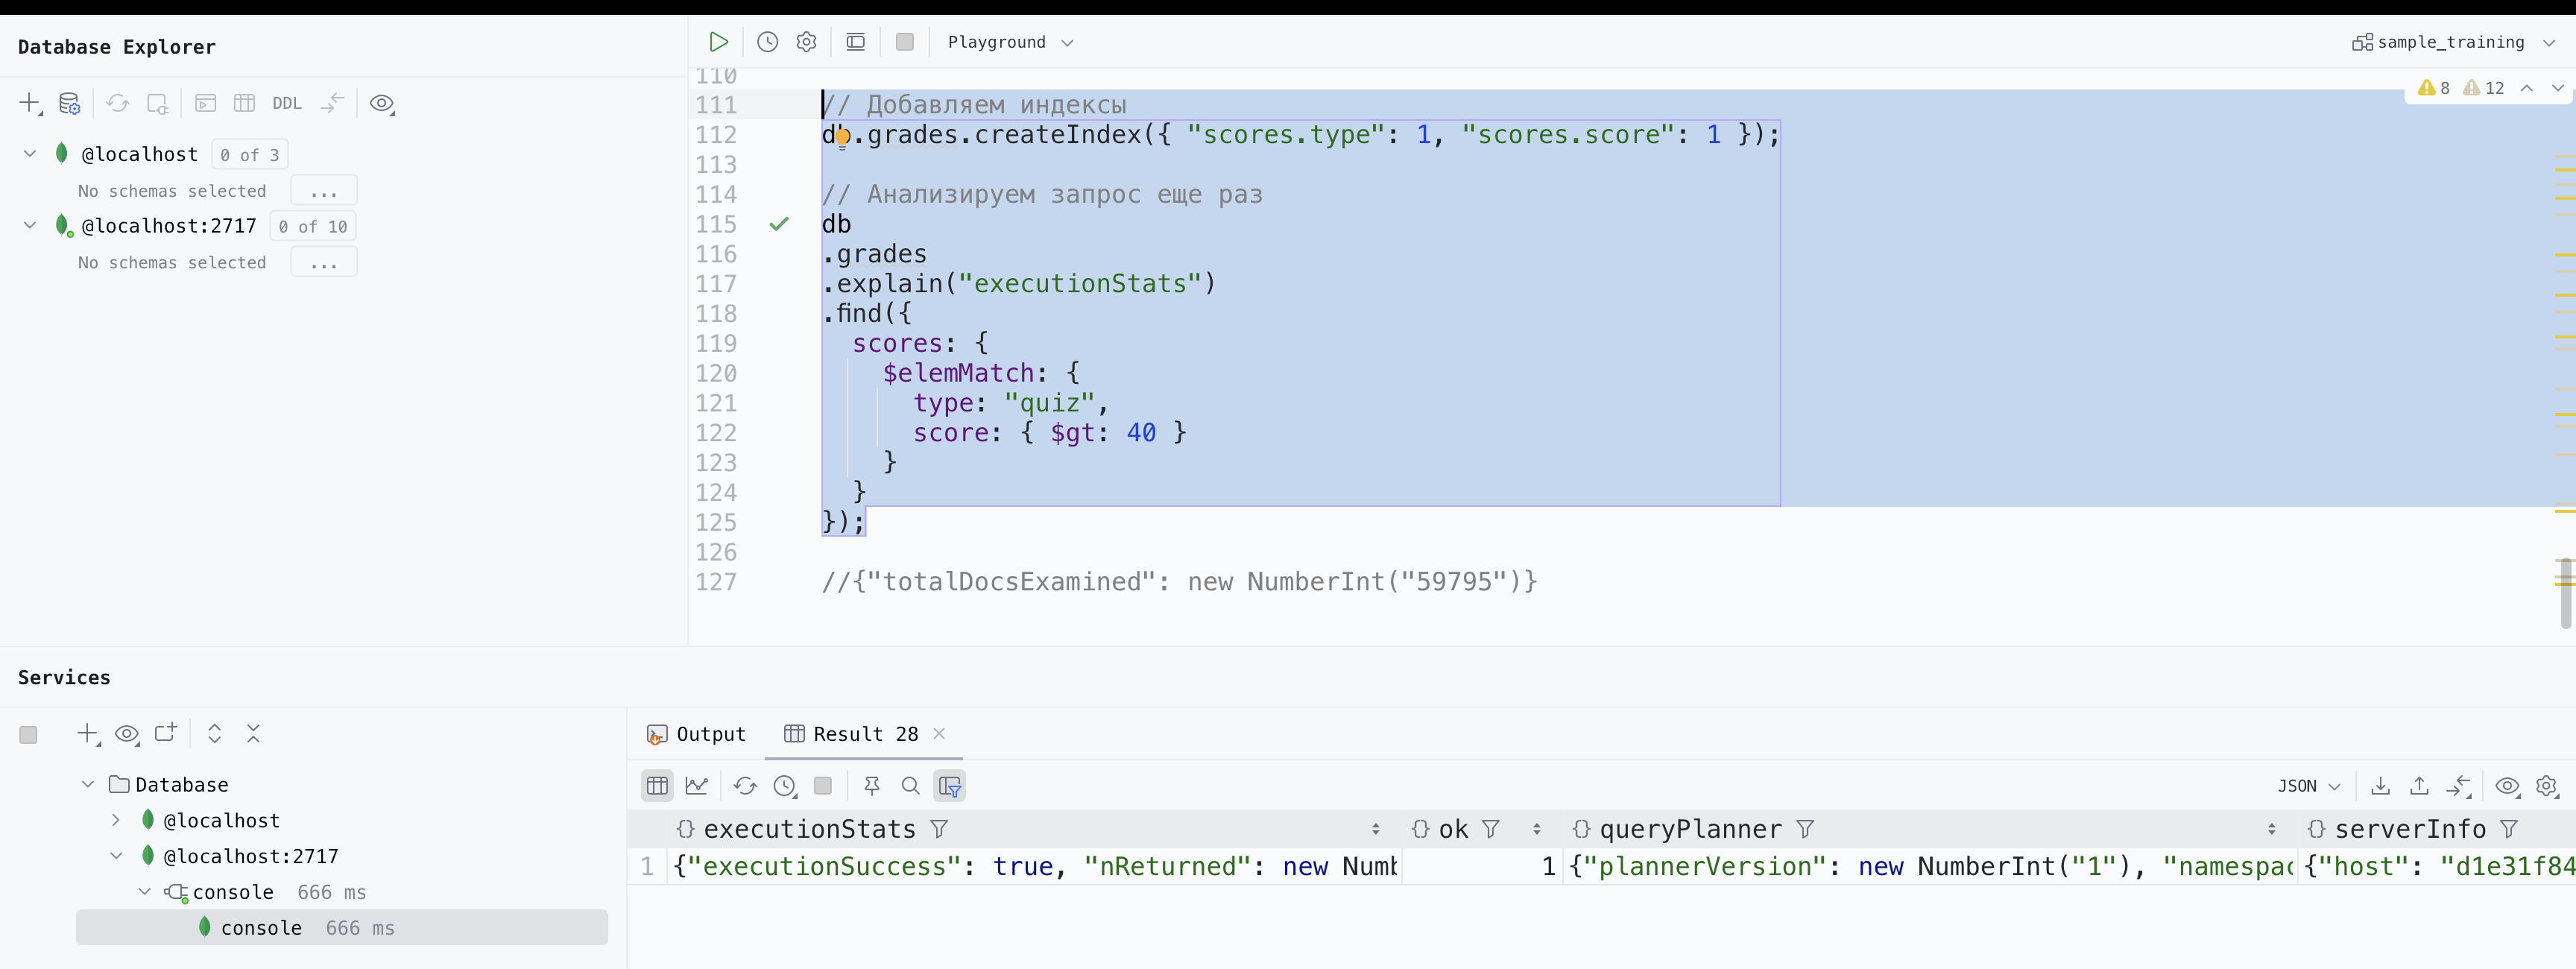 Database Explorer
Playground
sample_training
DDL
@localhost 0 of 3
No schemas selected ...
@localhost:2717 0 of 10
No schemas selected ...
8 12
110
111 // Добавляем индексы
112 db.grades.createIndex({ "scores.type": 1, "scores.score": 1 });
113
114 // Анализируем запрос еще раз
115 db
116 .grades
117 .explain("executionStats")
118 .find({
119 scores: {
120 $elemMatch: {
121 type: "quiz",
122 score: { $gt: 40 }
123 }
124 }
125 });
126
127 //{"totalDocsExamined": new NumberInt("59795")}
Services
Database
@localhost
@localhost:2717
console 666 ms
console 666 ms
Output Result 28
JSON
{} executionStats {} ok {} queryPlanner {} serverInfo
1 {"executionSuccess": true, "nReturned": new Numb 1 {"plannerVersion": new NumberInt("1"), "namespac {"host": "d1e31f84